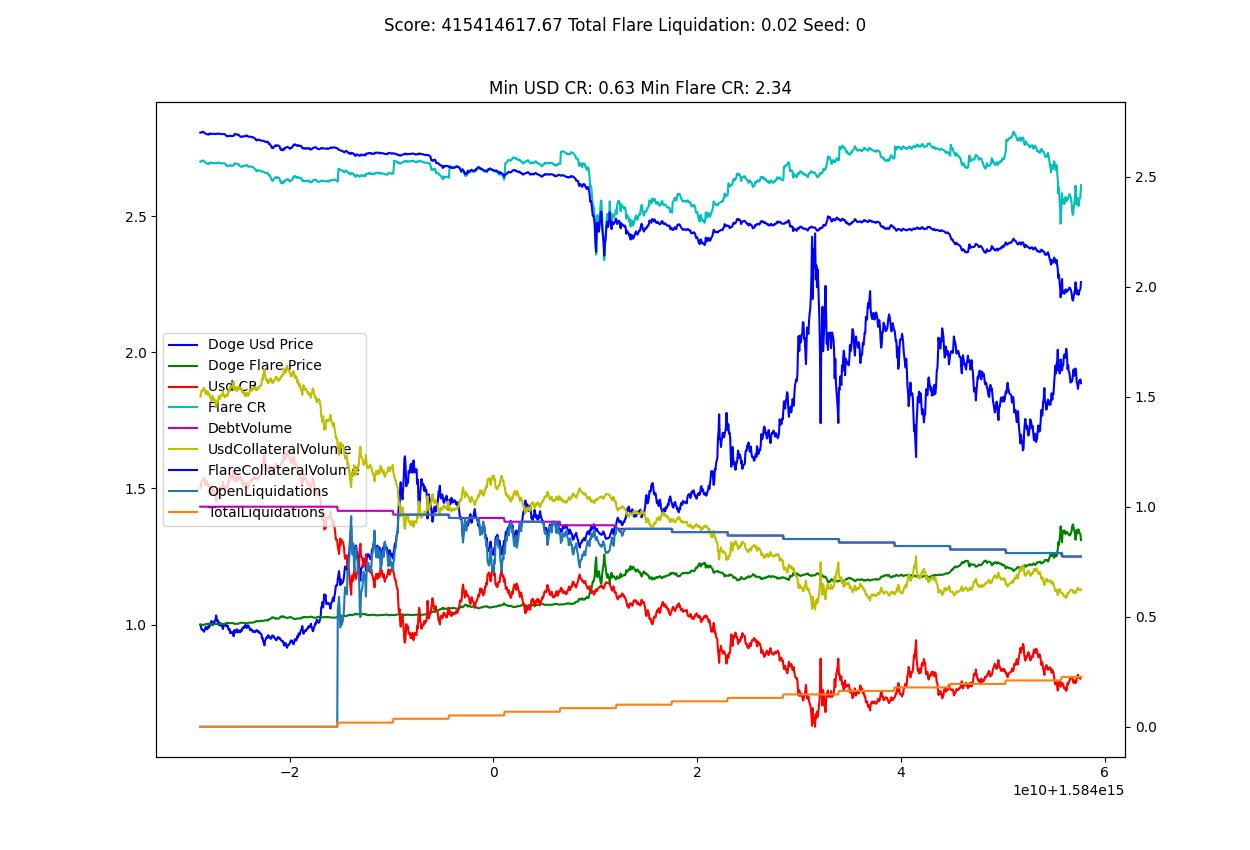 Score: 415414617.67 Total Flare Liquidation: 0.02 Seed: 0
Min USD CR: 0.63 Min Flare CR: 2.34
2.5
2.0
1.5
1.0
Doge Usd Price
Doge Flare Price
Usd CR
Flare CR
DebtVolume
UsdCollateralVolume
FlareCollateralVolume
OpenLiquidations
TotalLiquidations
2.5
2.0
1.5
1.0
0.5
0.0
−2 0 2 4 6
1e10+1.584e15